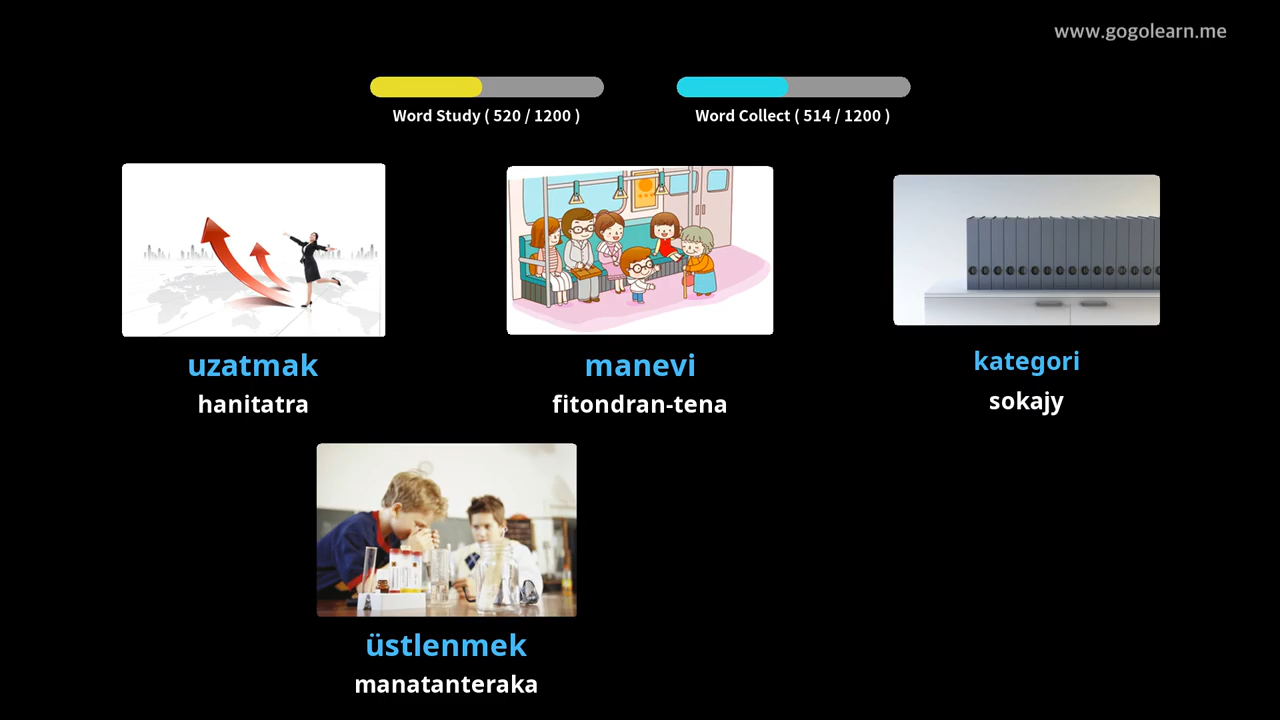 www.gogolearn.me
Word Study ( 520 / 1200 )
Word Collect ( 514 / 1200 )
uzatmak
hanitatra
manevi
fitondran-tena
kategori
sokajy
üstlenmek
manatanteraka